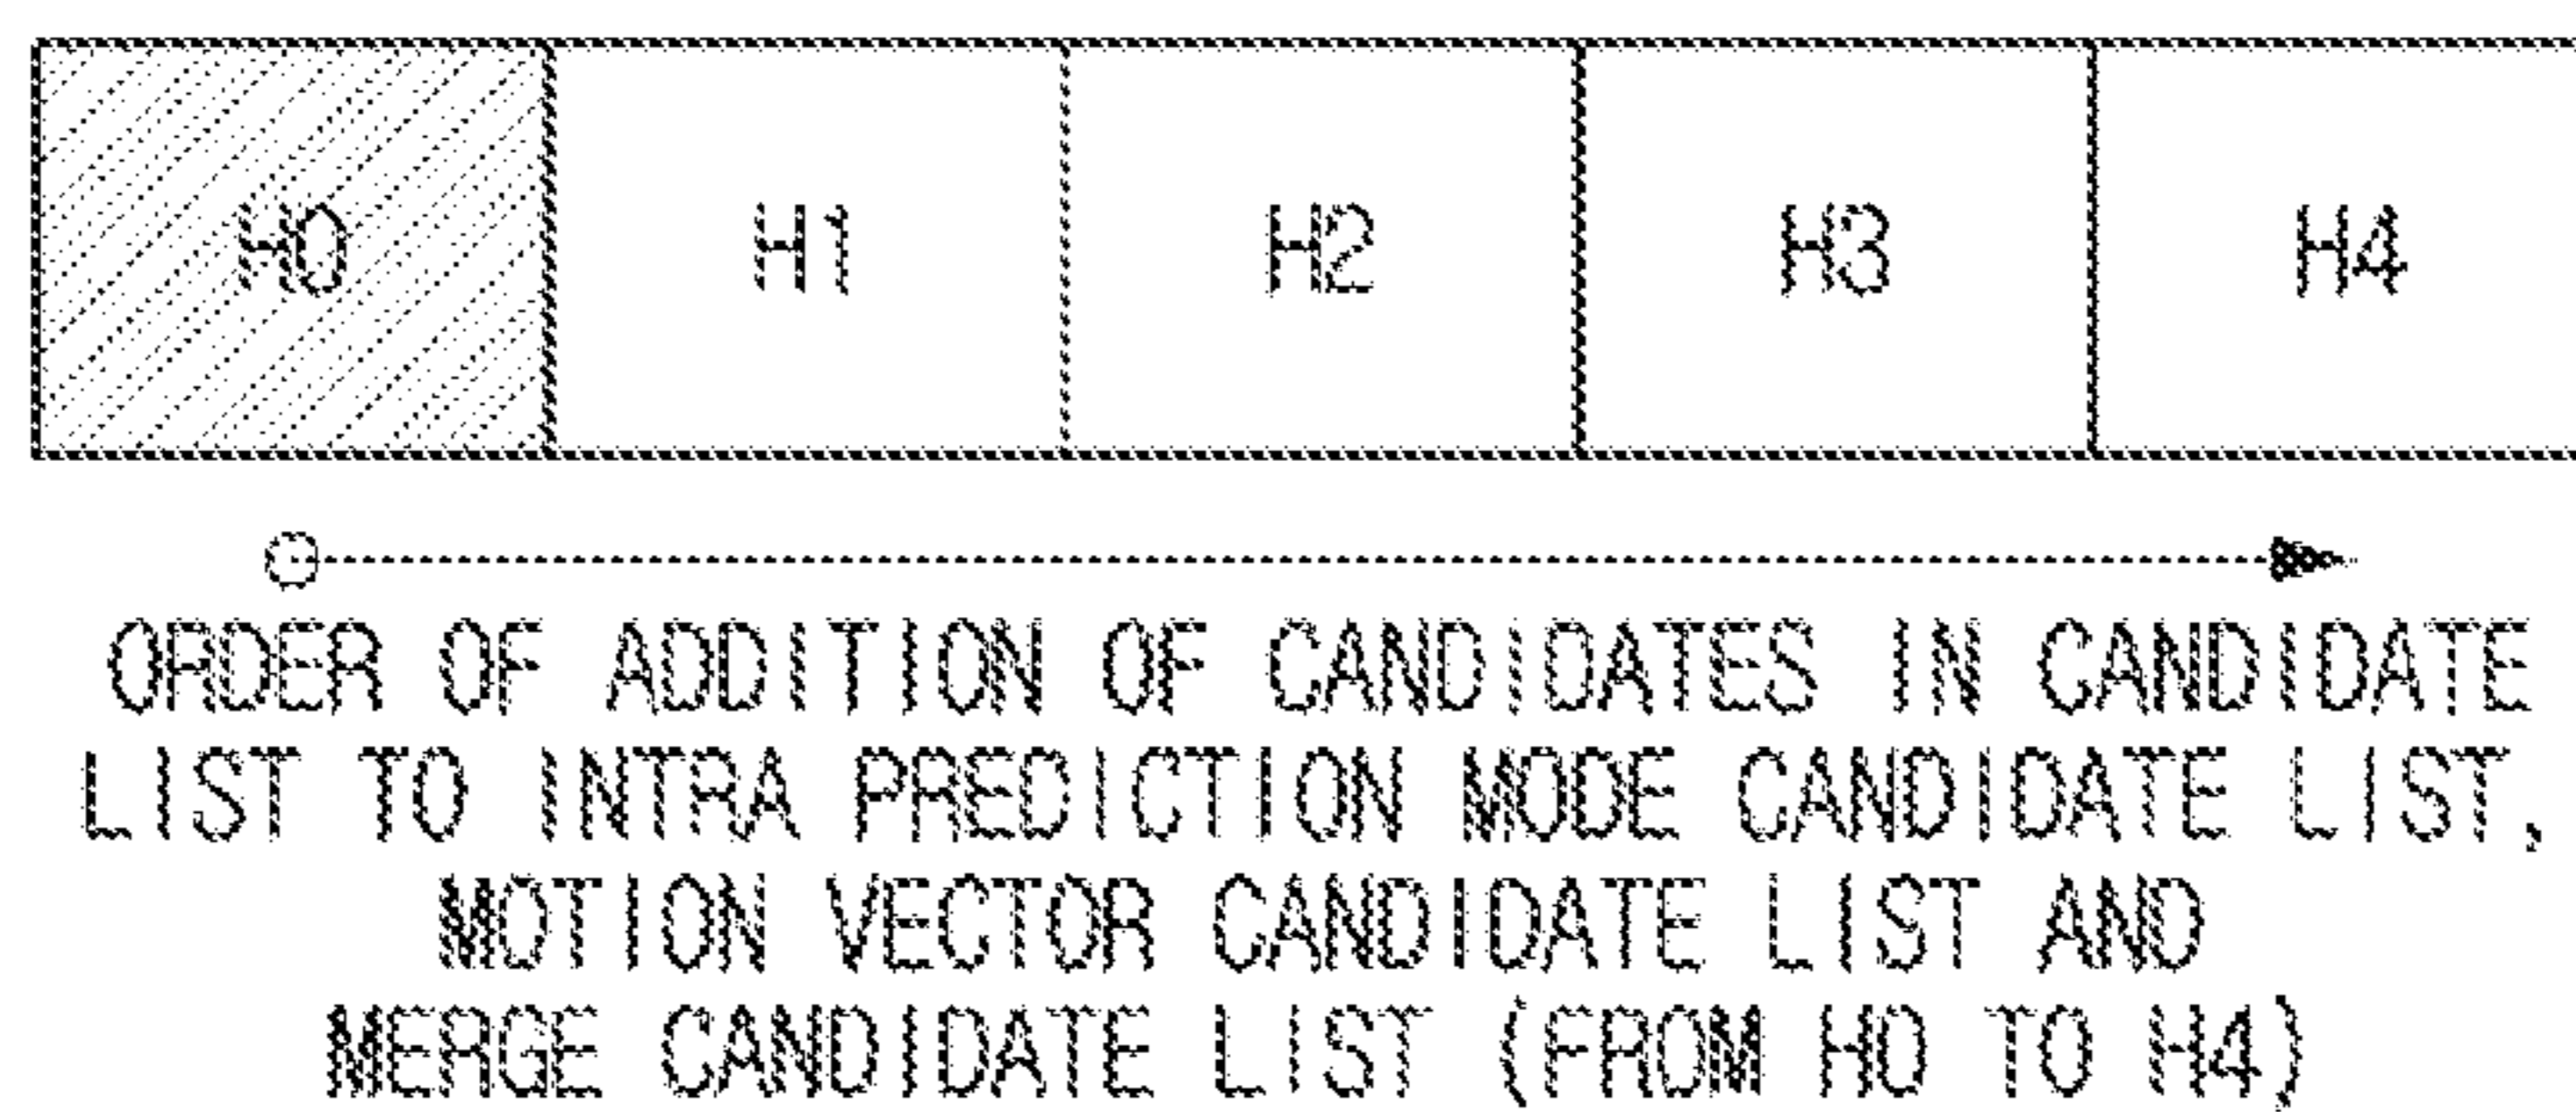 H0 H1 H2 H3 H4
ORDER OF ADDITION OF CANDIDATES IN CANDIDATE
LIST TO INTRA PREDICTION MODE CANDIDATE LIST,
MOTION VECTOR CANDIDATE LIST AND
MERGE CANDIDATE LIST (FROM H0 TO H4)